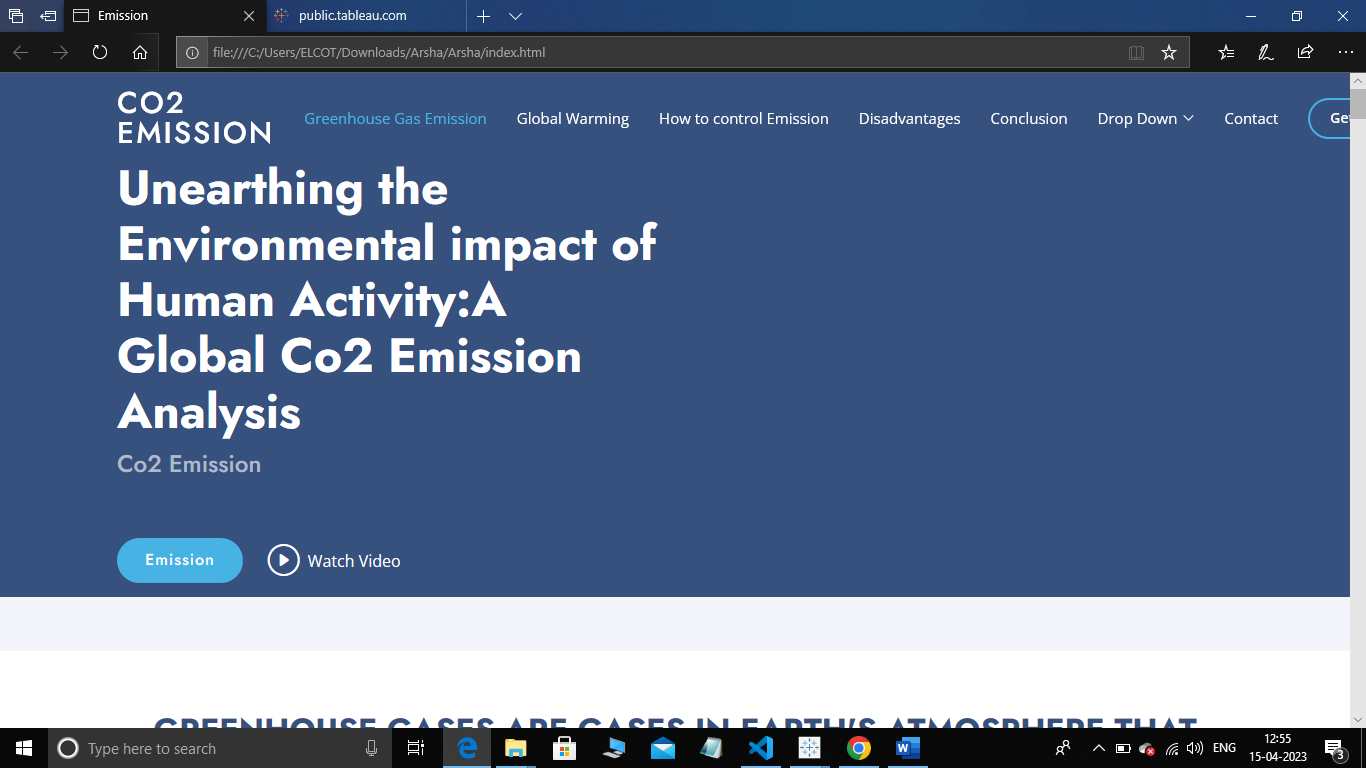 Emission
public.tableau.com
file:///C:/Users/ELCOT/Downloads/Arsha/Arsha/index.html
CO2
EMISSION
Greenhouse Gas Emission
Global Warming
How to control Emission
Disadvantages
Conclusion
Drop Down
Contact
Ge
Unearthing the
Environmental impact of
Human Activity:A
Global Co2 Emission
Analysis
Co2 Emission
Emission
Watch Video
GREENHOUSE GASES ARE GASES IN EARTH'S ATMOSPHERE THAT
Type here to search
ENG
12:55
15-04-2023
3